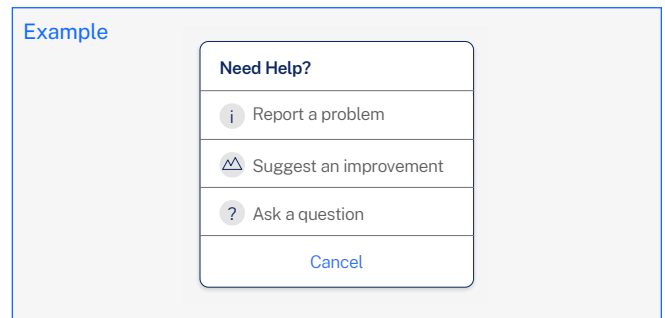 Example
Need Help?
i Report a problem
Suggest an improvement
? Ask a question
Cancel